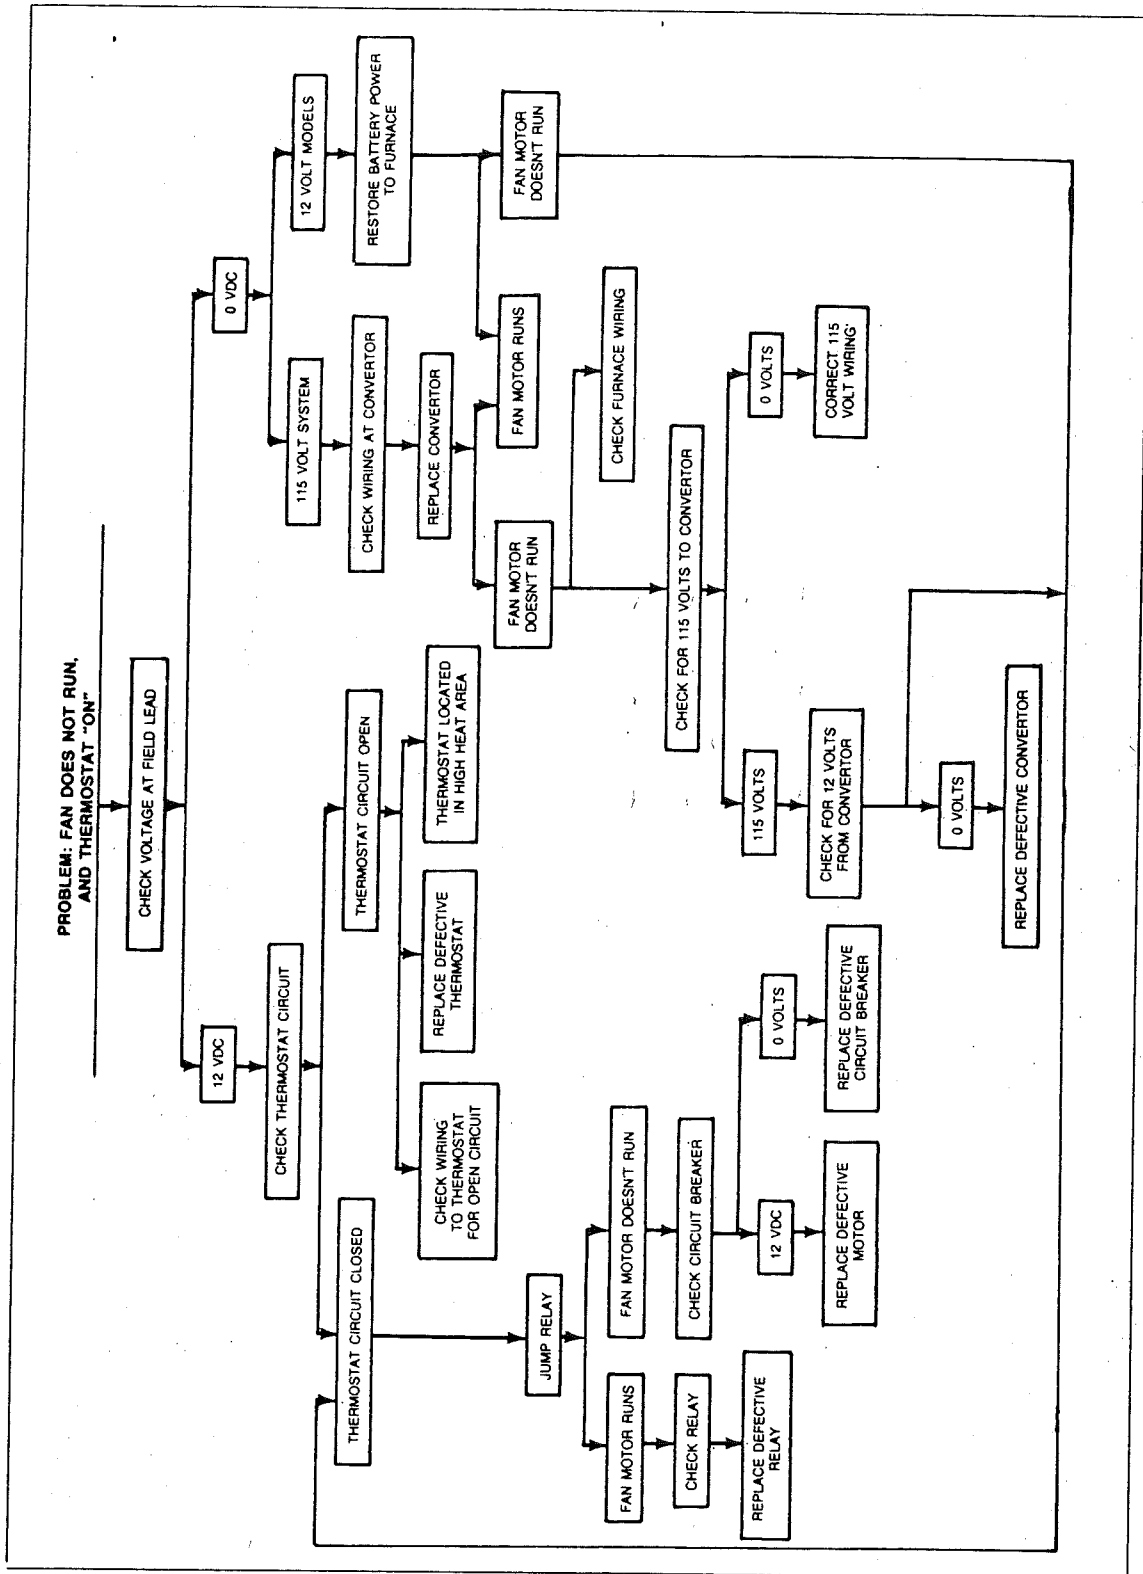 PROBLEM: FAN DOES NOT RUN,
AND THERMOSTAT "ON"
CHECK VOLTAGE AT FIELD LEAD
12 VDC
0 VDC
CHECK THERMOSTAT CIRCUIT
115 VOLT SYSTEM
12 VOLT MODELS
THERMOSTAT CIRCUIT CLOSED
THERMOSTAT CIRCUIT OPEN
CHECK WIRING AT CONVERTOR
RESTORE BATTERY POWER
TO FURNACE
CHECK WIRING
TO THERMOSTAT
FOR OPEN CIRCUIT
REPLACE DEFECTIVE
THERMOSTAT
THERMOSTAT LOCATED
IN HIGH HEAT AREA
REPLACE CONVERTOR
JUMP RELAY
FAN MOTOR
DOESN'T RUN
FAN MOTOR RUNS
FAN MOTOR
DOESN'T RUN
FAN MOTOR RUNS
FAN MOTOR DOESN'T RUN
CHECK FURNACE WIRING
CHECK RELAY
CHECK CIRCUIT BREAKER
CHECK FOR 115 VOLTS TO CONVERTOR
REPLACE DEFECTIVE
RELAY
12 VDC
0 VOLTS
115 VOLTS
0 VOLTS
REPLACE DEFECTIVE
MOTOR
REPLACE DEFECTIVE
CIRCUIT BREAKER
CHECK FOR 12 VOLTS
FROM CONVERTOR
CORRECT 115
VOLT WIRING
0 VOLTS
REPLACE DEFECTIVE CONVERTOR